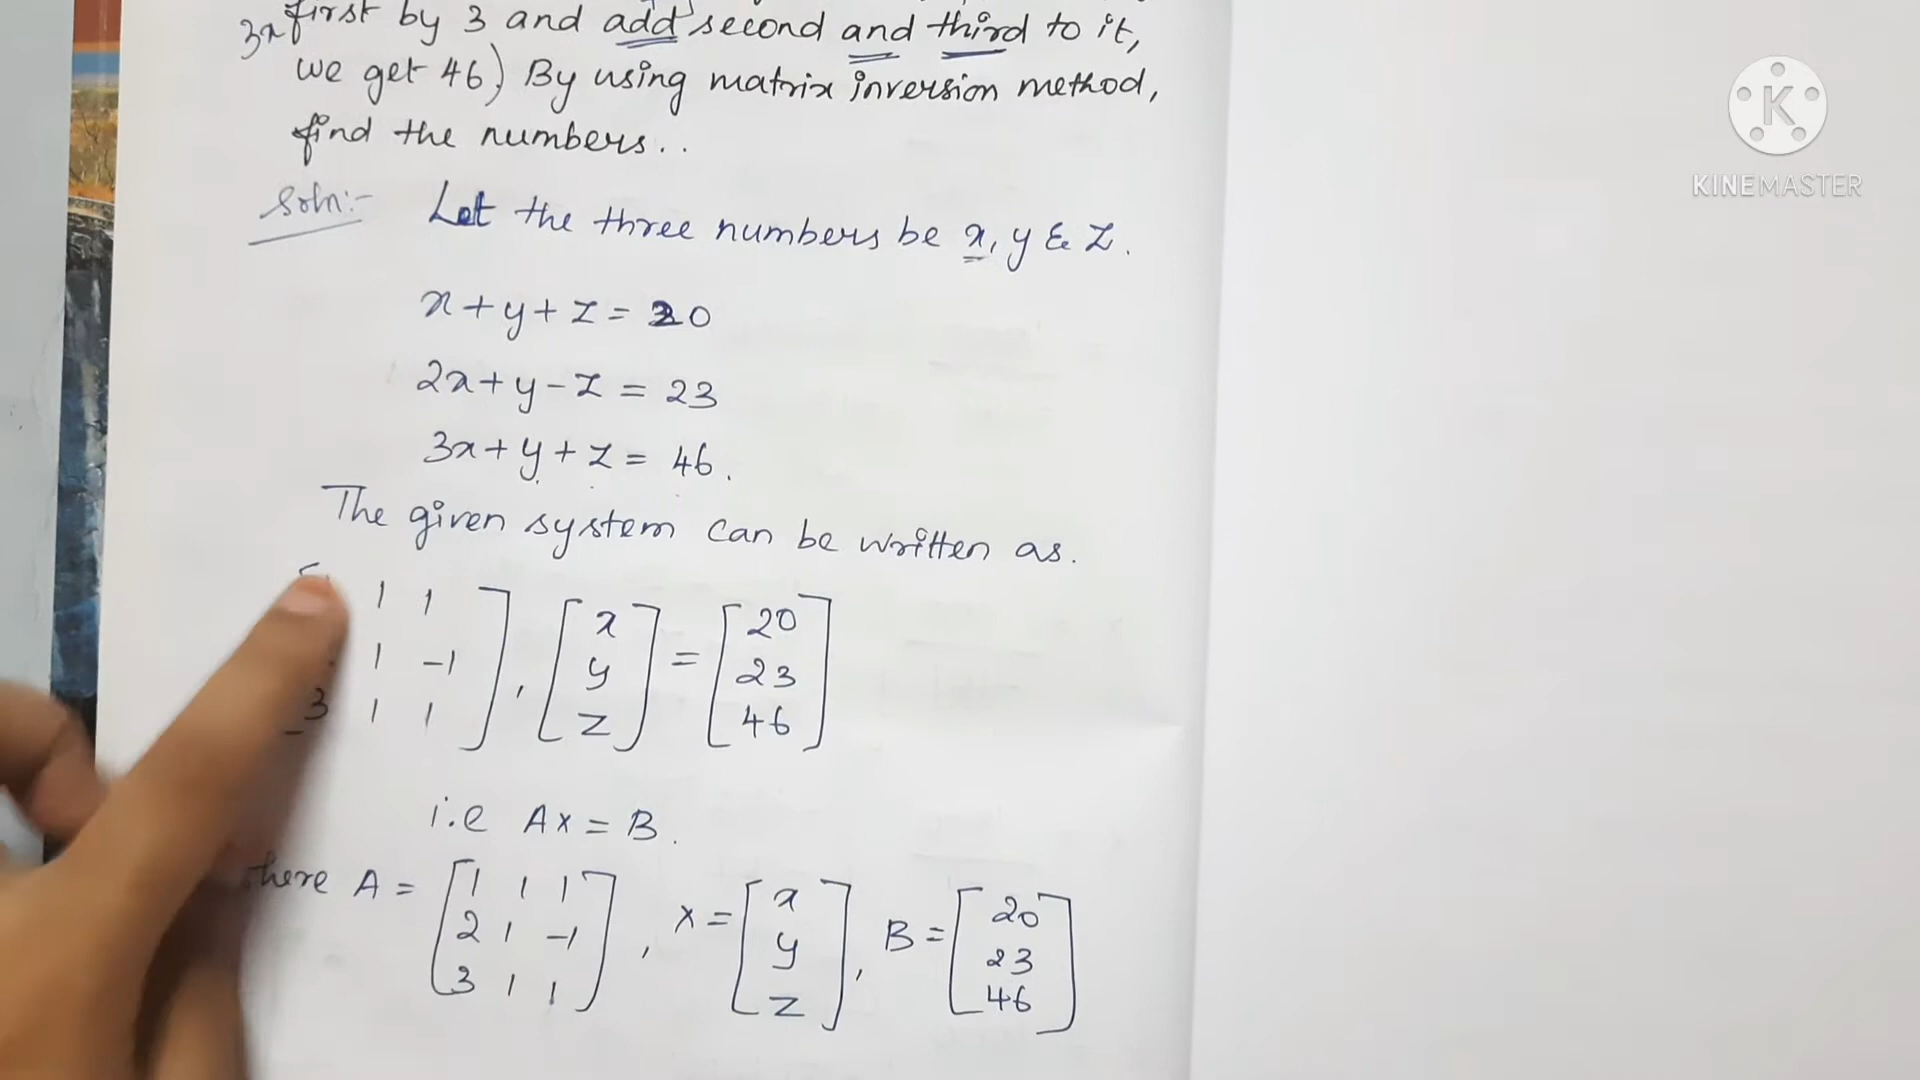 3x first by 3 and add second and third to it,
we get 46) By using matrix inversion method,
find the numbers..
Soln:- Let the three numbers be x, y & z.
x + y + z = 20
2x + y - z = 23
3x + y + z = 46.
The given system can be written as.
1 1
1 -1
3 1 1
,
x
y
z
=
20
23
46
i.e AX = B.
here A =
1 1 1
2 1 -1
3 1 1
, X =
x
y
z
, B =
20
23
46
K
KINEMASTER